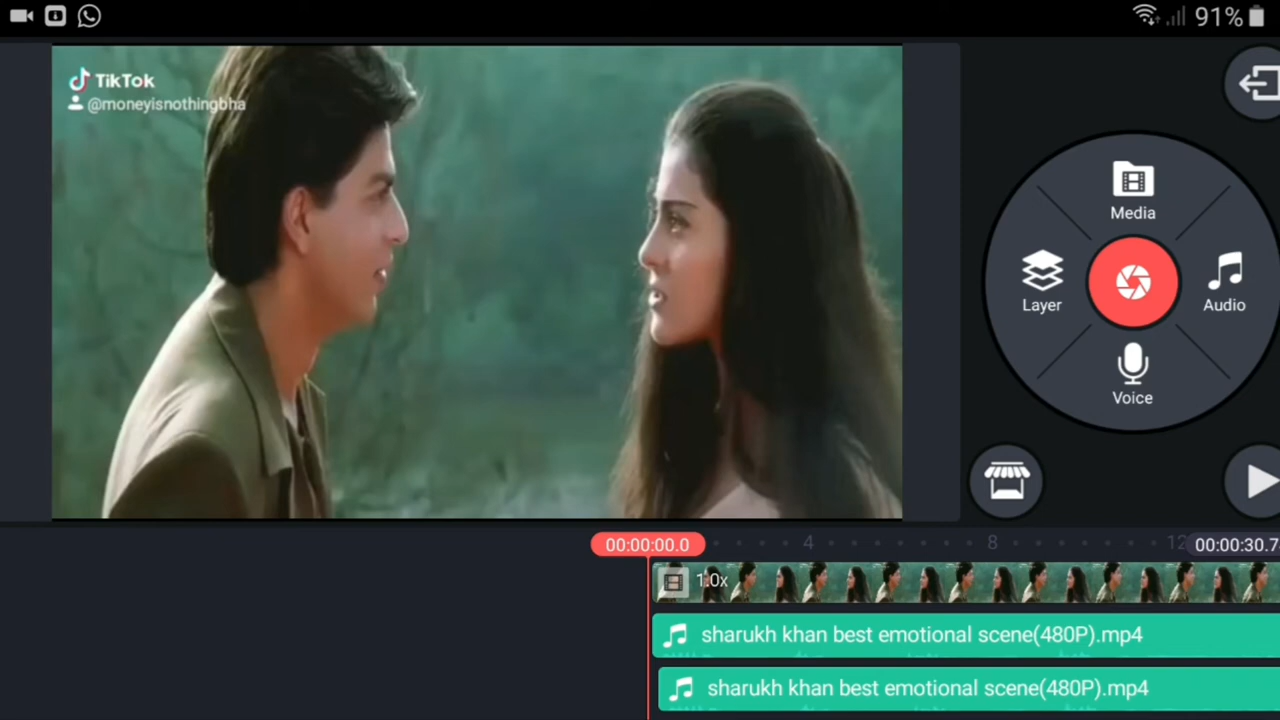 91%
TikTok
@moneyisnothingbha
Media
Layer
Audio
Voice
00:00:00.0
4
8
12
00:00:30.7
1.0x
sharukh khan best emotional scene(480P).mp4
sharukh khan best emotional scene(480P).mp4